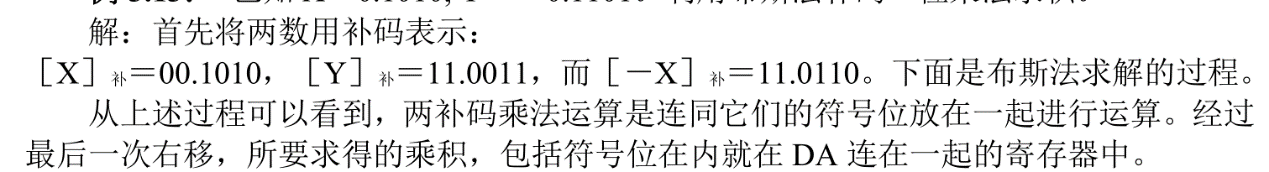 解：首先将两数用补码表示：
［X］补＝00.1010，［Y］补＝11.0011，而［－X］补＝11.0110。下面是布斯法求解的过程。
从上述过程可以看到，两补码乘法运算是连同它们的符号位放在一起进行运算。经过
最后一次右移，所要求得的乘积，包括符号位在内就在 DA 连在一起的寄存器中。